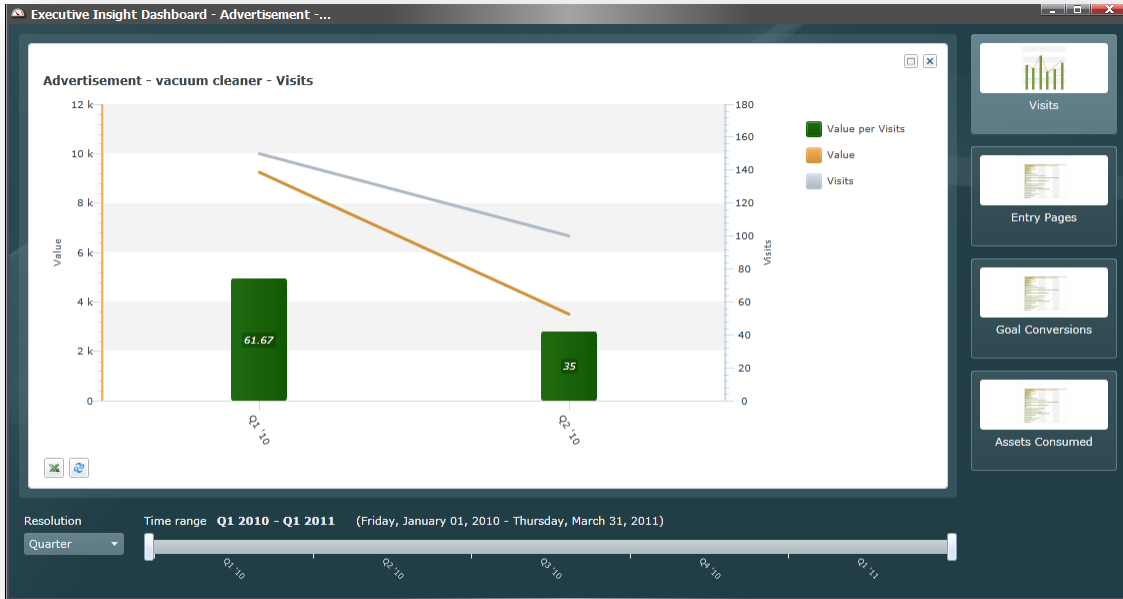 Executive Insight Dashboard - Advertisement -...
Advertisement - vacuum cleaner - Visits
12 k
10 k
8 k
6 k
4 k
2 k
0
Value
61.67
35
Q1 '10
Q2 '10
180
160
140
120
100
80
60
40
20
0
Visits
Value per Visits
Value
Visits
Visits
Entry Pages
Goal Conversions
Assets Consumed
Resolution
Quarter
Time range Q1 2010 - Q1 2011 (Friday, January 01, 2010 - Thursday, March 31, 2011)
Q1 '10
Q2 '10
Q3 '10
Q4 '10
Q1 '11